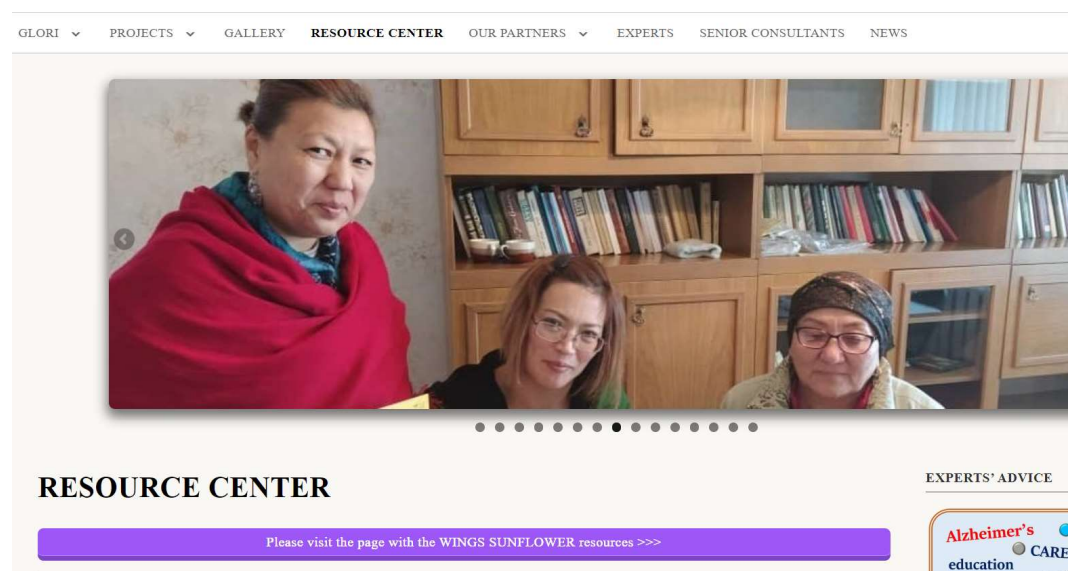 GLORI PROJECTS GALLERY RESOURCE CENTER OUR PARTNERS EXPERTS SENIOR CONSULTANTS NEWS
RESOURCE CENTER
Please visit the page with the WINGS SUNFLOWER resources >>>
EXPERTS' ADVICE
Alzheimer's
CARE
education